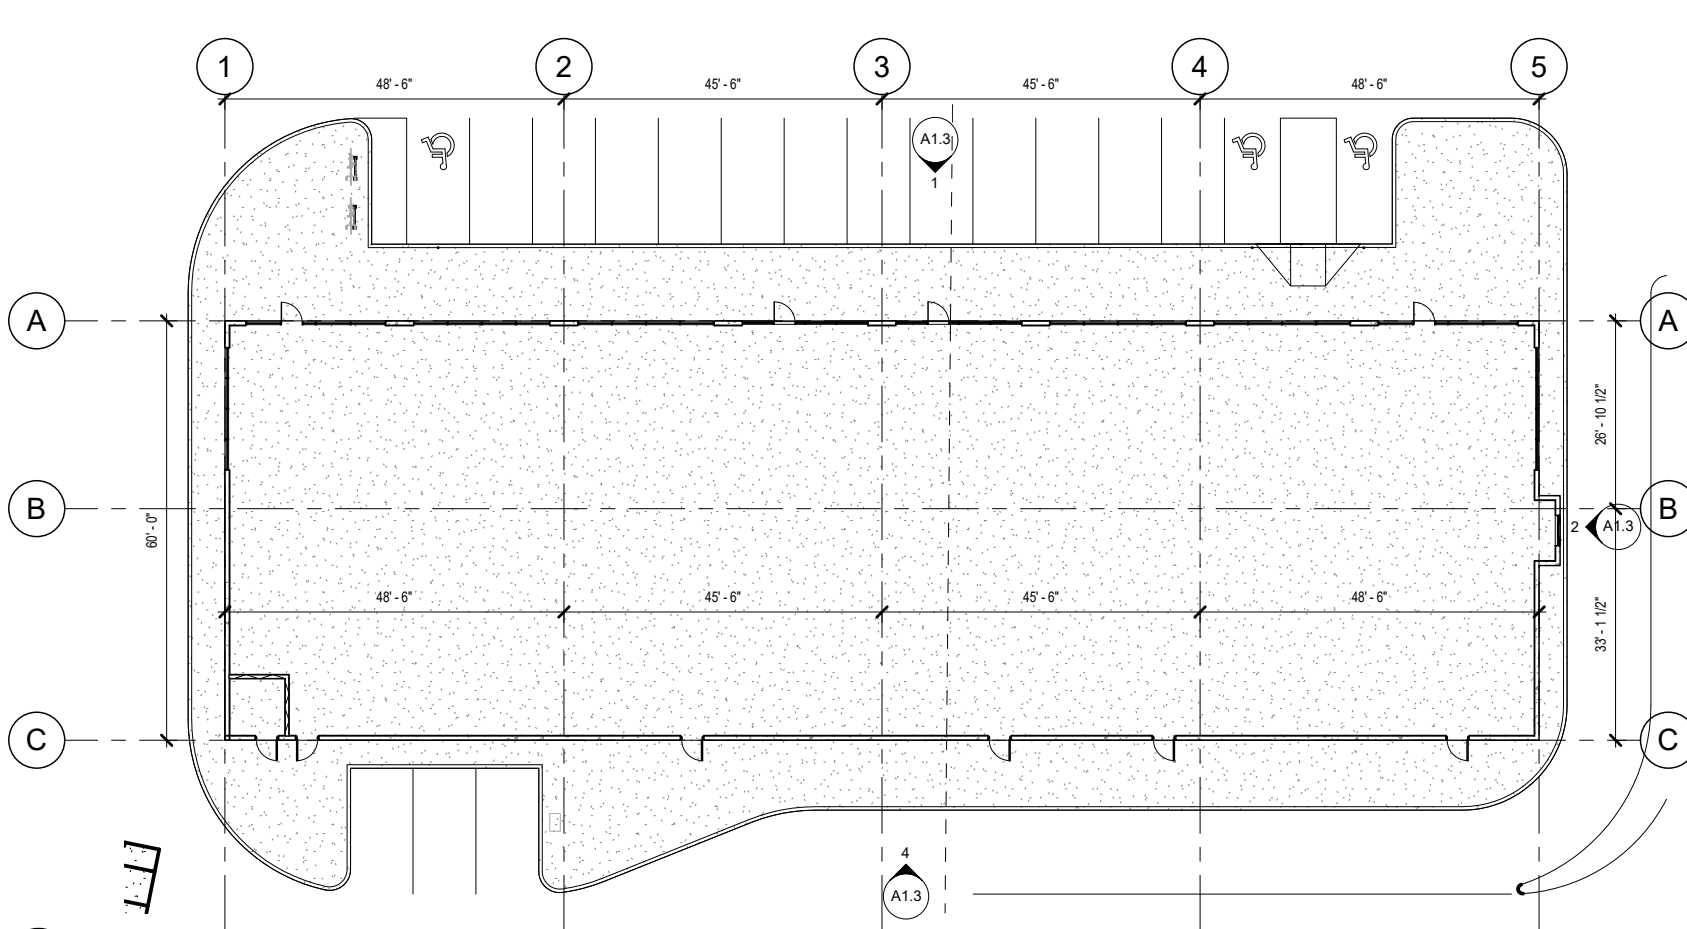 1 2 3 4 5
48' - 6" 45' - 6" 45' - 6" 48' - 6"
A1.3
1
A A
26' - 10 1/2"
B B
60' - 0"
2 A1.3
48' - 6" 45' - 6" 45' - 6" 48' - 6"
33' - 1 1/2"
C C
4
A1.3